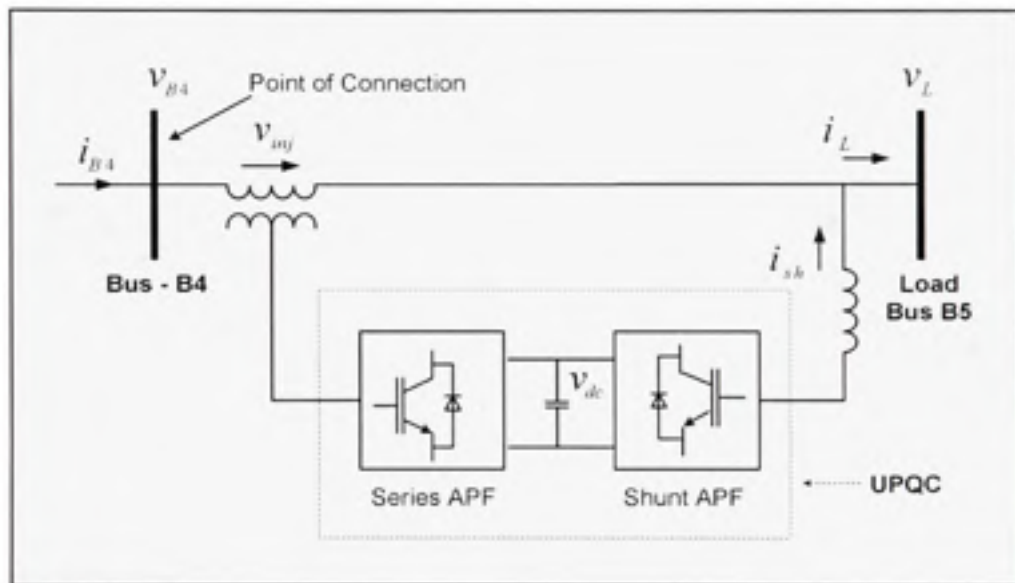 v_B4
Point of Connection
v_L
v_inj
i_B4
i_L
Bus - B4
i_sh
Load
Bus B5
v_dc
Series APF
Shunt APF
UPQC